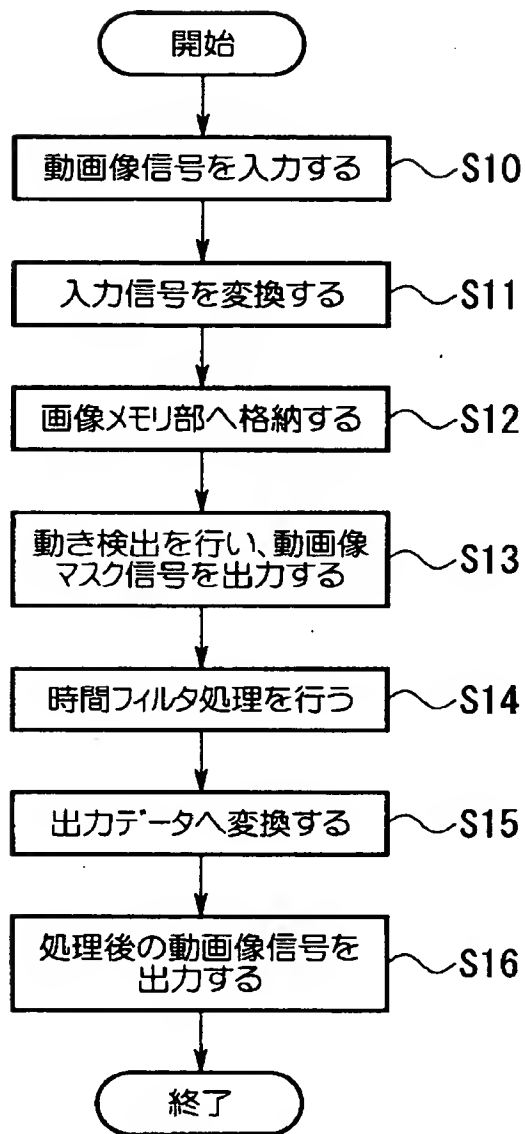 開始
動画像信号を入力する S10
入力信号を変換する S11
画像メモリ部へ格納する S12
動き検出を行い、動画像
マスク信号を出力する S13
時間フィルタ処理を行う S14
出力データへ変換する S15
処理後の動画像信号を
出力する S16
終了